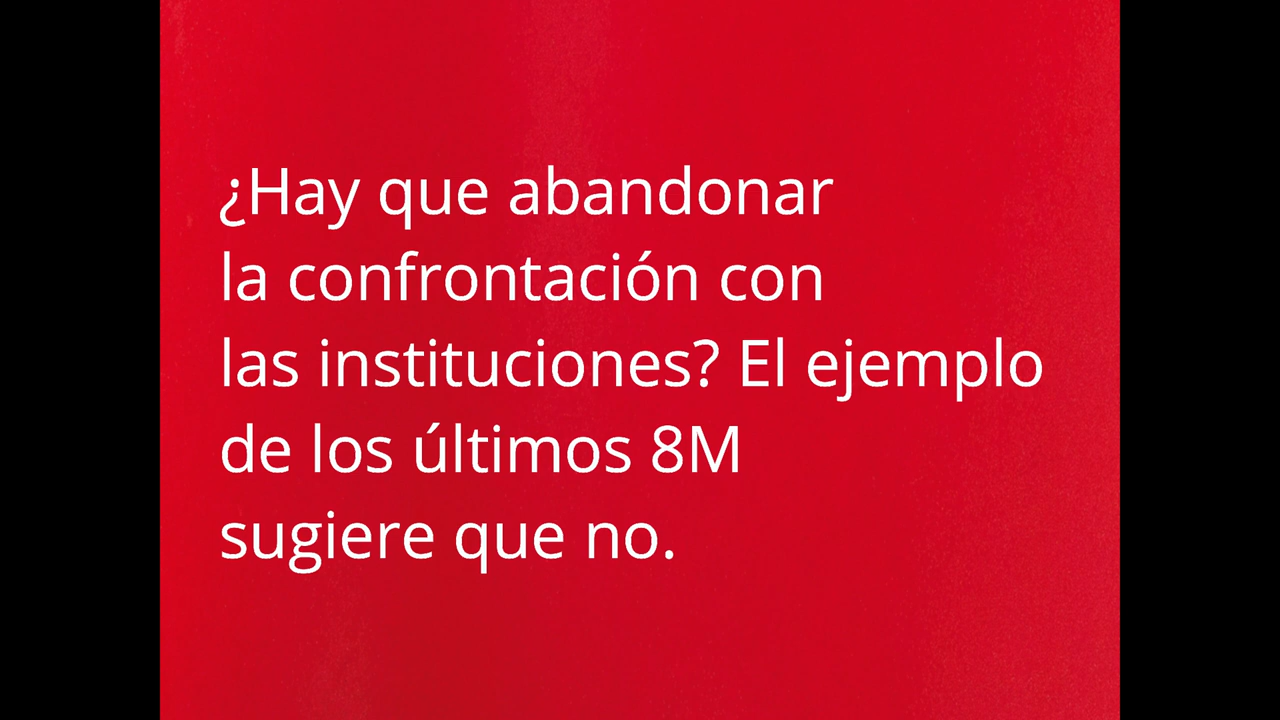 ¿Hay que abandonar
la confrontación con
las instituciones? El ejemplo
de los últimos 8M
sugiere que no.